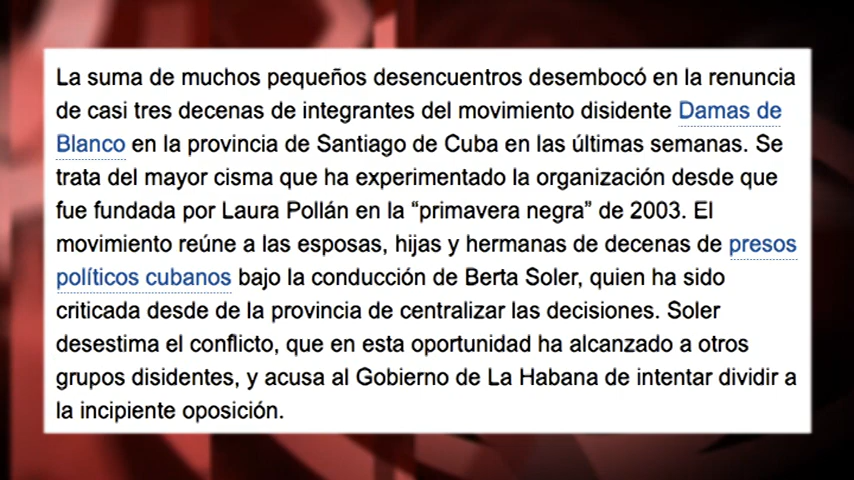 La suma de muchos pequeños desencuentros desembocó en la renuncia
de casi tres decenas de integrantes del movimiento disidente Damas de
Blanco en la provincia de Santiago de Cuba en las últimas semanas. Se
trata del mayor cisma que ha experimentado la organización desde que
fue fundada por Laura Pollán en la “primavera negra” de 2003. El
movimiento reúne a las esposas, hijas y hermanas de decenas de presos
políticos cubanos bajo la conducción de Berta Soler, quien ha sido
criticada desde de la provincia de centralizar las decisiones. Soler
desestima el conflicto, que en esta oportunidad ha alcanzado a otros
grupos disidentes, y acusa al Gobierno de La Habana de intentar dividir a
la incipiente oposición.